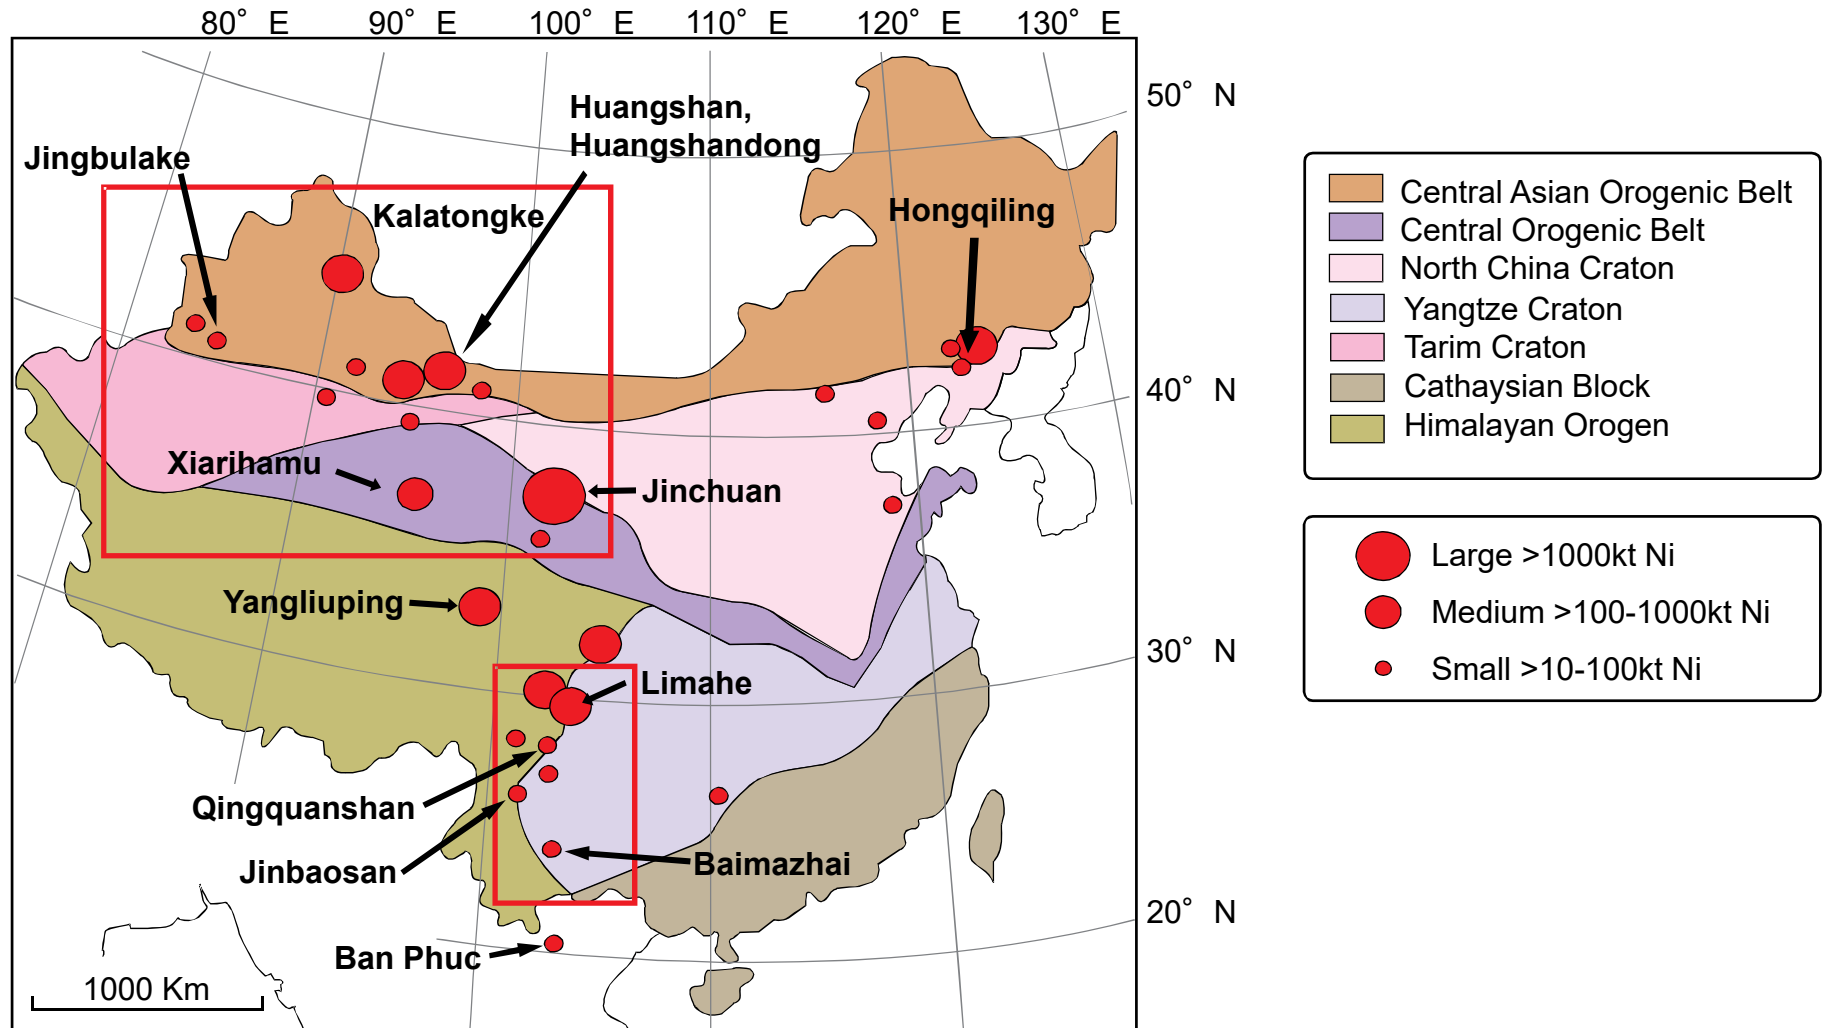 80° E 90° E 100° E 110° E 120° E 130° E
50° N
Huangshan,
Huangshandong
Jingbulake
Kalatongke
Hongqiling
40° N
Xiarihamu
Jinchuan
Yangliuping
30° N
Limahe
Qingquanshan
Jinbaosan
Baimazhai
20° N
Ban Phuc
1000 Km
Central Asian Orogenic Belt
Central Orogenic Belt
North China Craton
Yangtze Craton
Tarim Craton
Cathaysian Block
Himalayan Orogen
Large >1000kt Ni
Medium >100-1000kt Ni
Small >10-100kt Ni